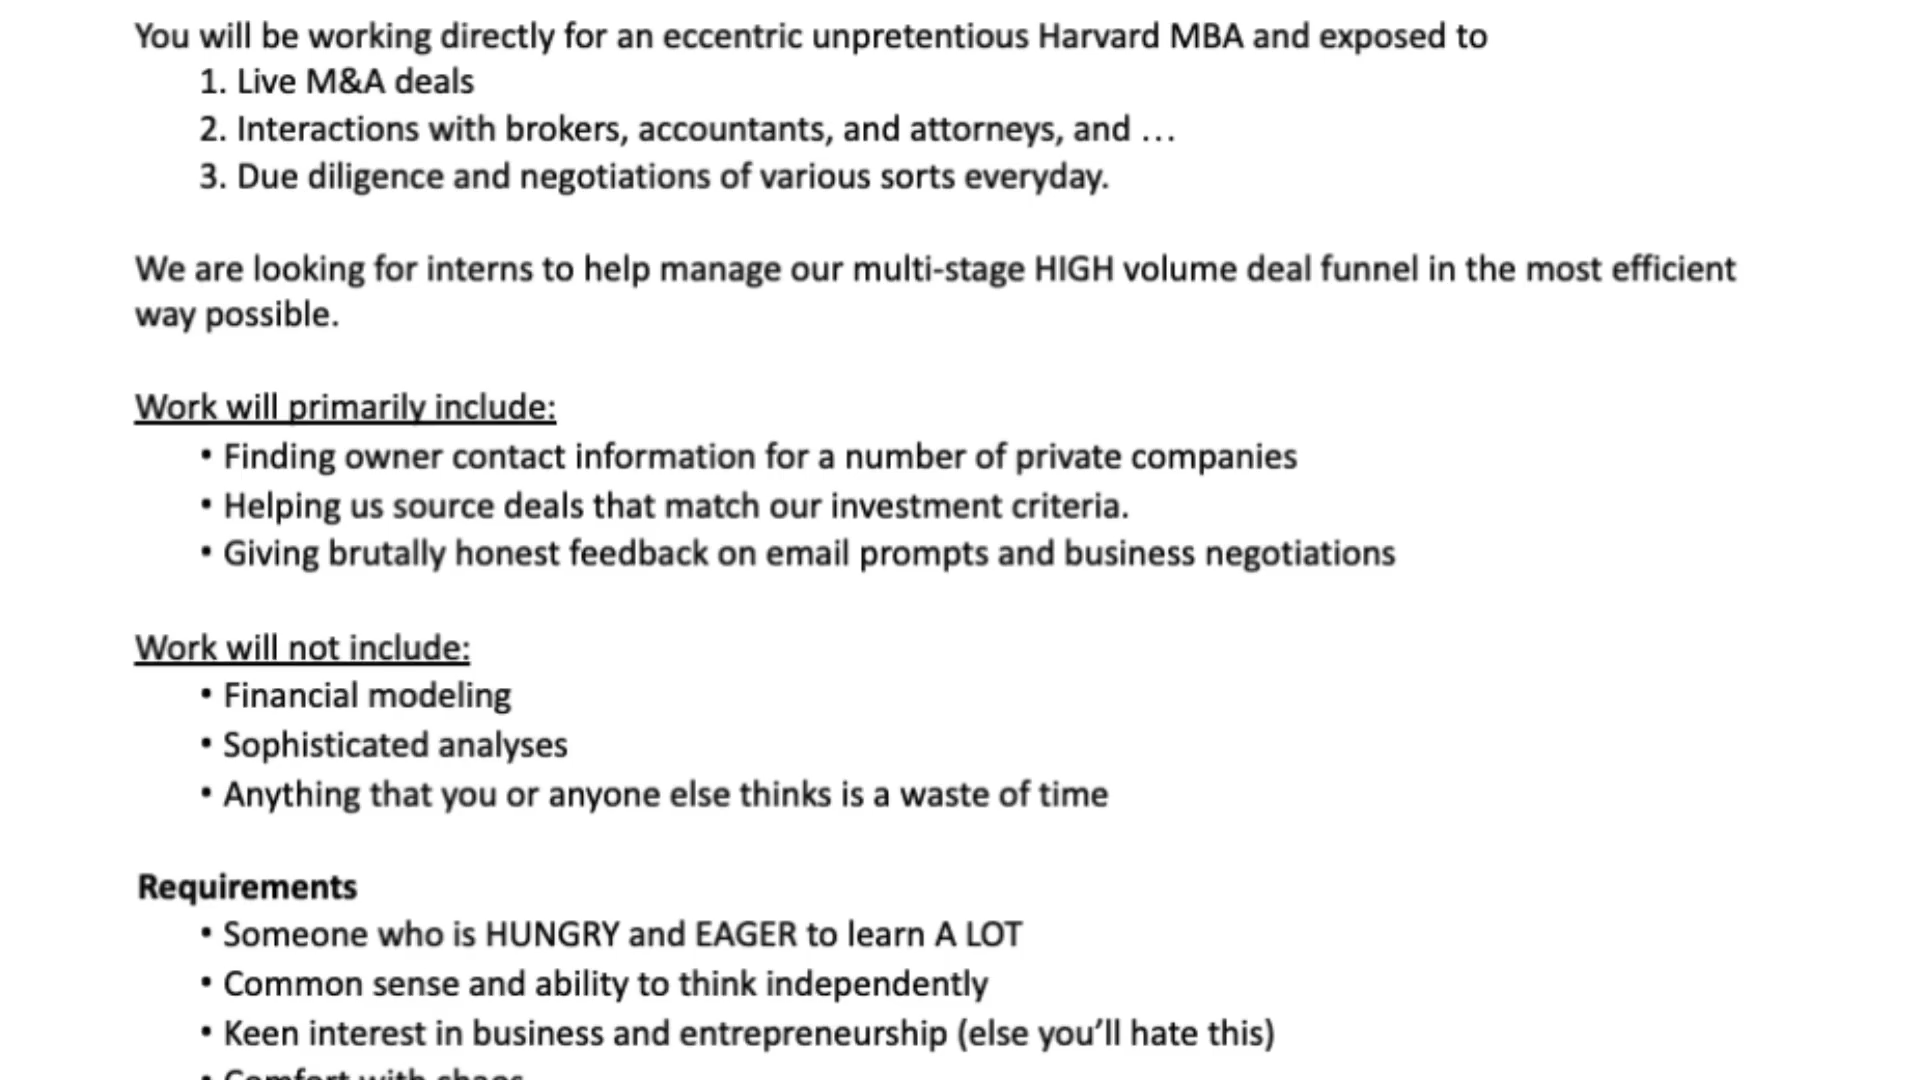 You will be working directly for an eccentric unpretentious Harvard MBA and exposed to
1. Live M&A deals
2. Interactions with brokers, accountants, and attorneys, and …
3. Due diligence and negotiations of various sorts everyday.
We are looking for interns to help manage our multi-stage HIGH volume deal funnel in the most efficient
way possible.
Work will primarily include:
• Finding owner contact information for a number of private companies
• Helping us source deals that match our investment criteria.
• Giving brutally honest feedback on email prompts and business negotiations
Work will not include:
• Financial modeling
• Sophisticated analyses
• Anything that you or anyone else thinks is a waste of time
Requirements
• Someone who is HUNGRY and EAGER to learn A LOT
• Common sense and ability to think independently
• Keen interest in business and entrepreneurship (else you’ll hate this)
• Comfort with chaos